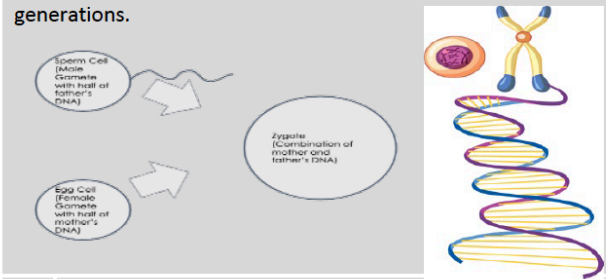 generations.
Sperm Cell
(Male
Gamete
with half of
father's
DNA)
Zygote
(Combination of
mother and
father's DNA)
Egg Cell
(Female
Gamete
with half of
mother's
DNA)